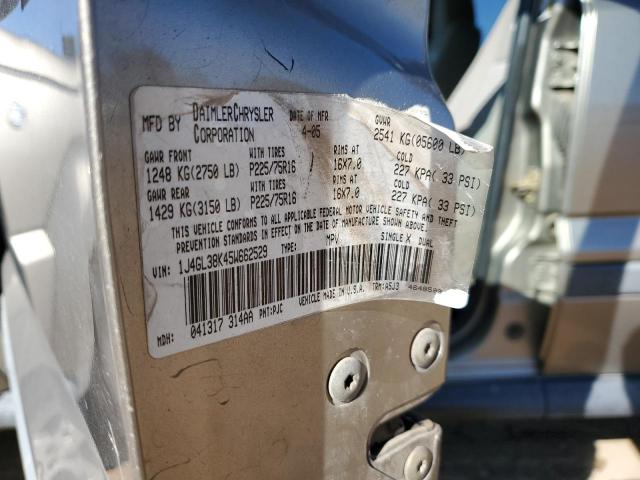 MFD BY DAIMLERCHRYSLER CORPORATION DATE OF MFR 4-05 GVWR 2541 KG(05600 LB)
GAWR FRONT WITH TIRES RIMS AT COLD
1248 KG(2750 LB) P225/75R16 / 16X7.0 227 KPA( 33 PSI)
GAWR REAR WITH TIRES RIMS AT COLD
1429 KG(3150 LB) P225/75R16 16X7.0 227 KPA( 33 PSI)
THIS VEHICLE CONFORMS TO ALL APPLICABLE FEDERAL MOTOR VEHICLE SAFETY AND THEFT
PREVENTION STANDARDS IN EFFECT ON THE DATE OF MANUFACTURE SHOWN ABOVE.
VIN: 1J4GL38K45W662529 TYPE: MPV SINGLE X DUAL
VEHICLE MADE IN U.S.A.
MDH: 041317 314AA PNT:PJC TRM:A5J3